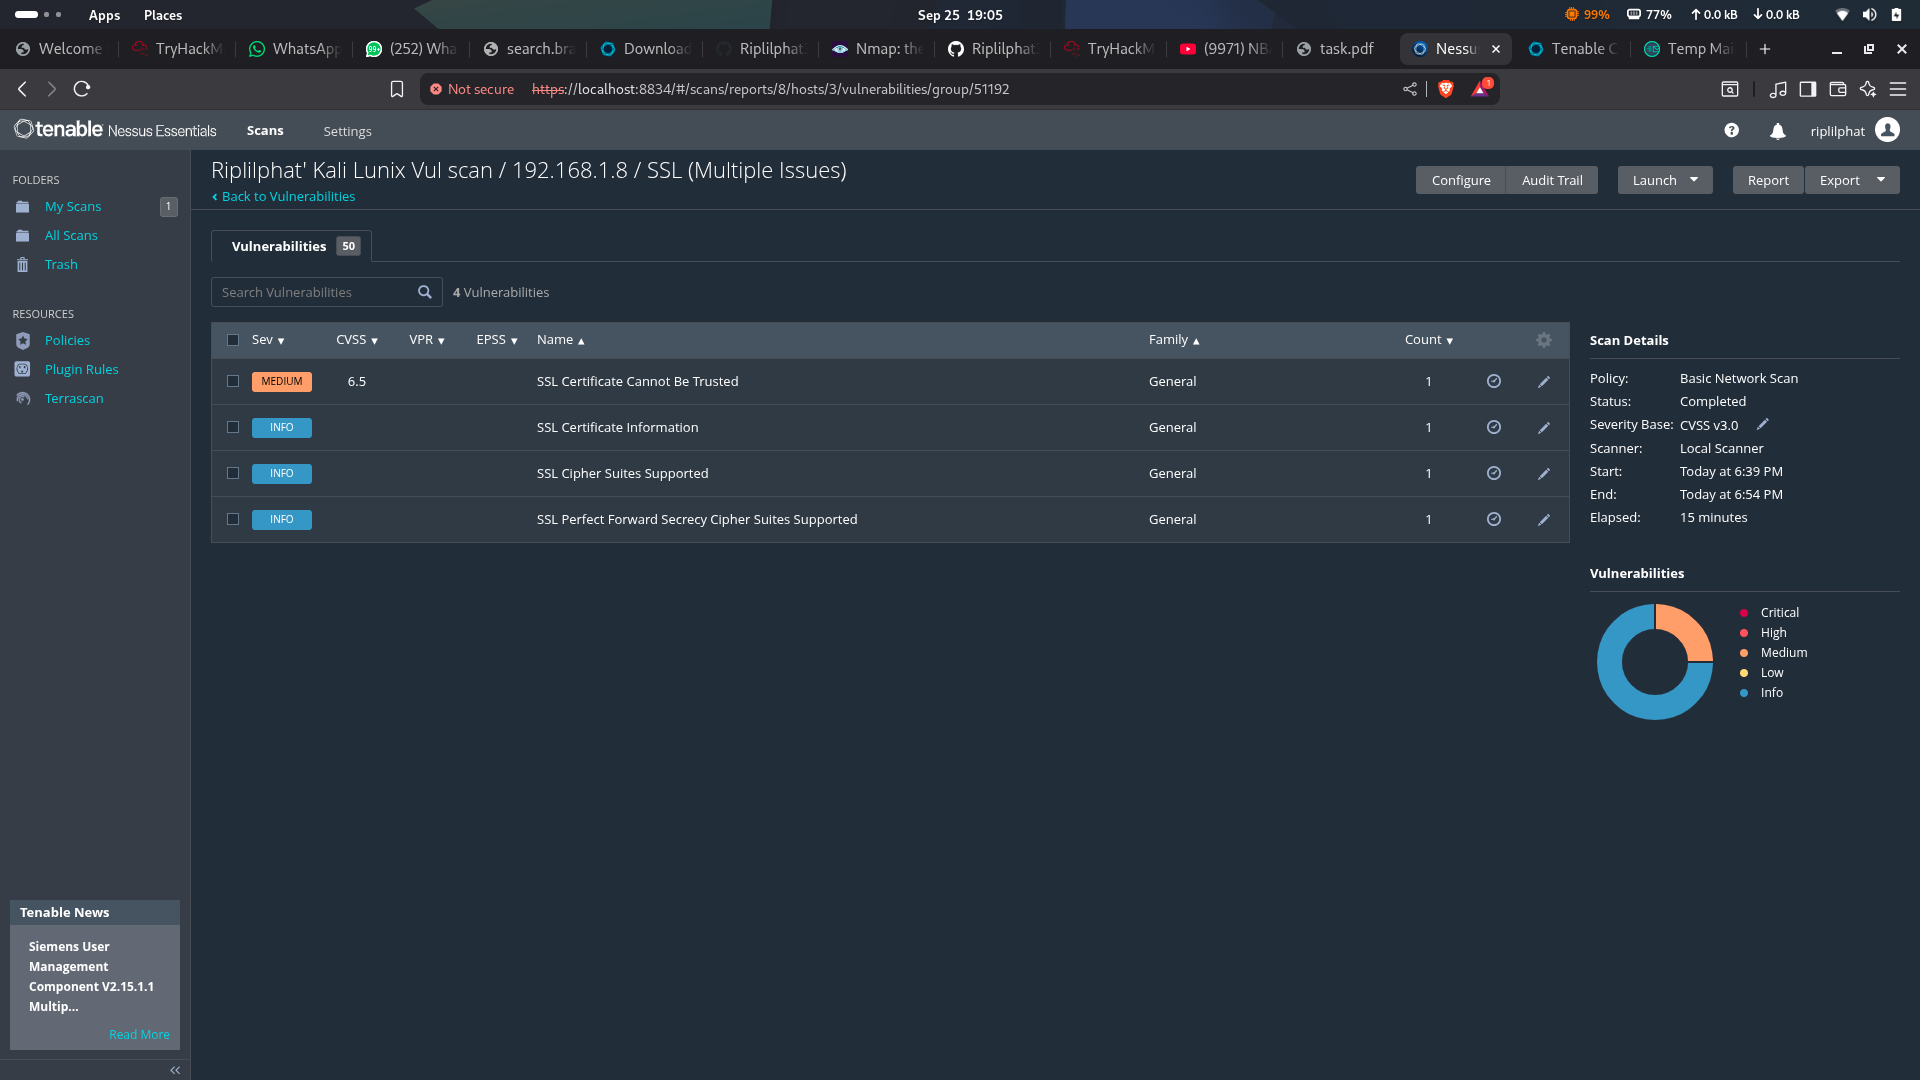 Apps Places Sep 25 19:05 99% 77% 0.0 kB 0.0 kB
Welcome TryHackM WhatsApp (252) Wha search.bra Download Riplilphat Nmap: the Riplilphat TryHackM (9971) NB task.pdf Nessu Tenable C Temp Mai
Not secure https://localhost:8834/#/scans/reports/8/hosts/3/vulnerabilities/group/51192 1
tenable Nessus Essentials Scans Settings riplilphat
FOLDERS
My Scans 1
All Scans
Trash
RESOURCES
Policies
Plugin Rules
Terrascan
Tenable News
Siemens User
Management
Component V2.15.1.1
Multip...
Read More
Riplilphat' Kali Lunix Vul scan / 192.168.1.8 / SSL (Multiple Issues)
Back to Vulnerabilities
Configure Audit Trail Launch Report Export
Vulnerabilities 50
Search Vulnerabilities 4 Vulnerabilities
Sev CVSS VPR EPSS Name Family Count
MEDIUM 6.5 SSL Certificate Cannot Be Trusted General 1
INFO SSL Certificate Information General 1
INFO SSL Cipher Suites Supported General 1
INFO SSL Perfect Forward Secrecy Cipher Suites Supported General 1
Scan Details
Policy: Basic Network Scan
Status: Completed
Severity Base: CVSS v3.0
Scanner: Local Scanner
Start: Today at 6:39 PM
End: Today at 6:54 PM
Elapsed: 15 minutes
Vulnerabilities
Critical
High
Medium
Low
Info